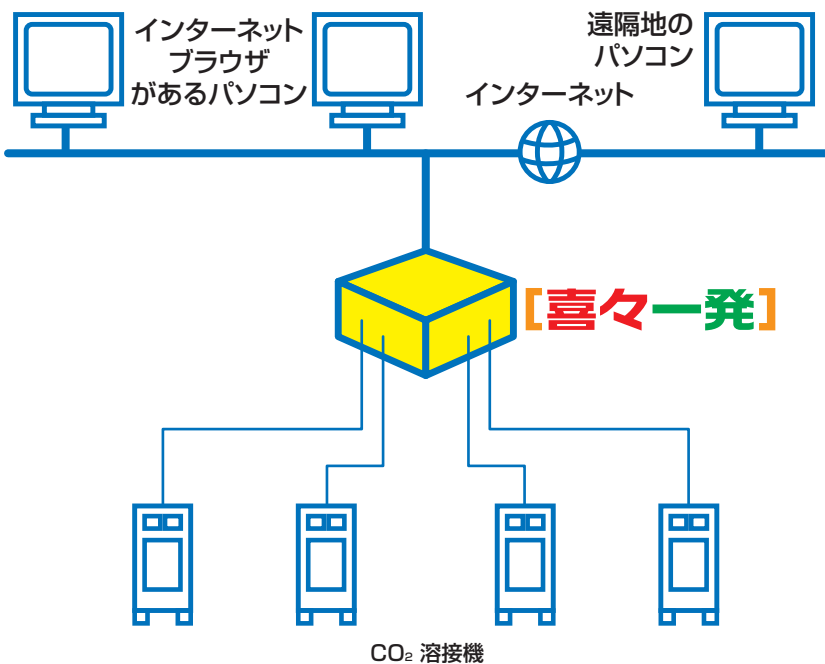 インターネット
ブラウザ
があるパソコン
遠隔地の
パソコン
インターネット
[喜々一発]
CO₂ 溶接機